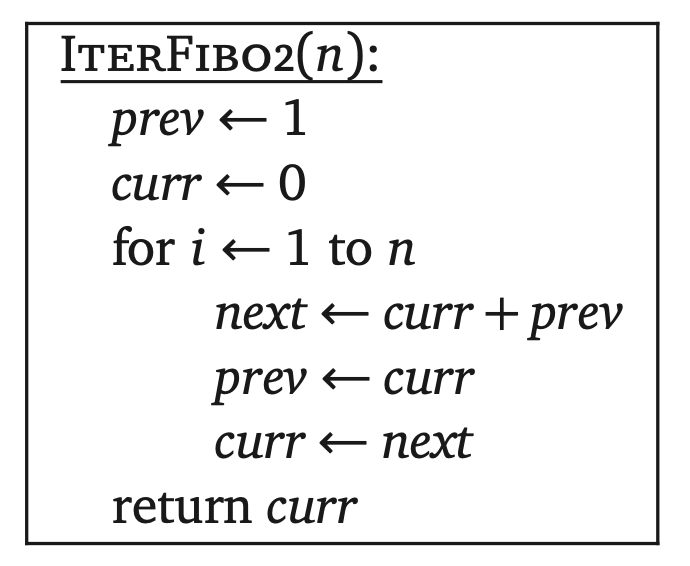 IterFibo2(n):
prev ← 1
curr ← 0
for i ← 1 to n
next ← curr + prev
prev ← curr
curr ← next
return curr